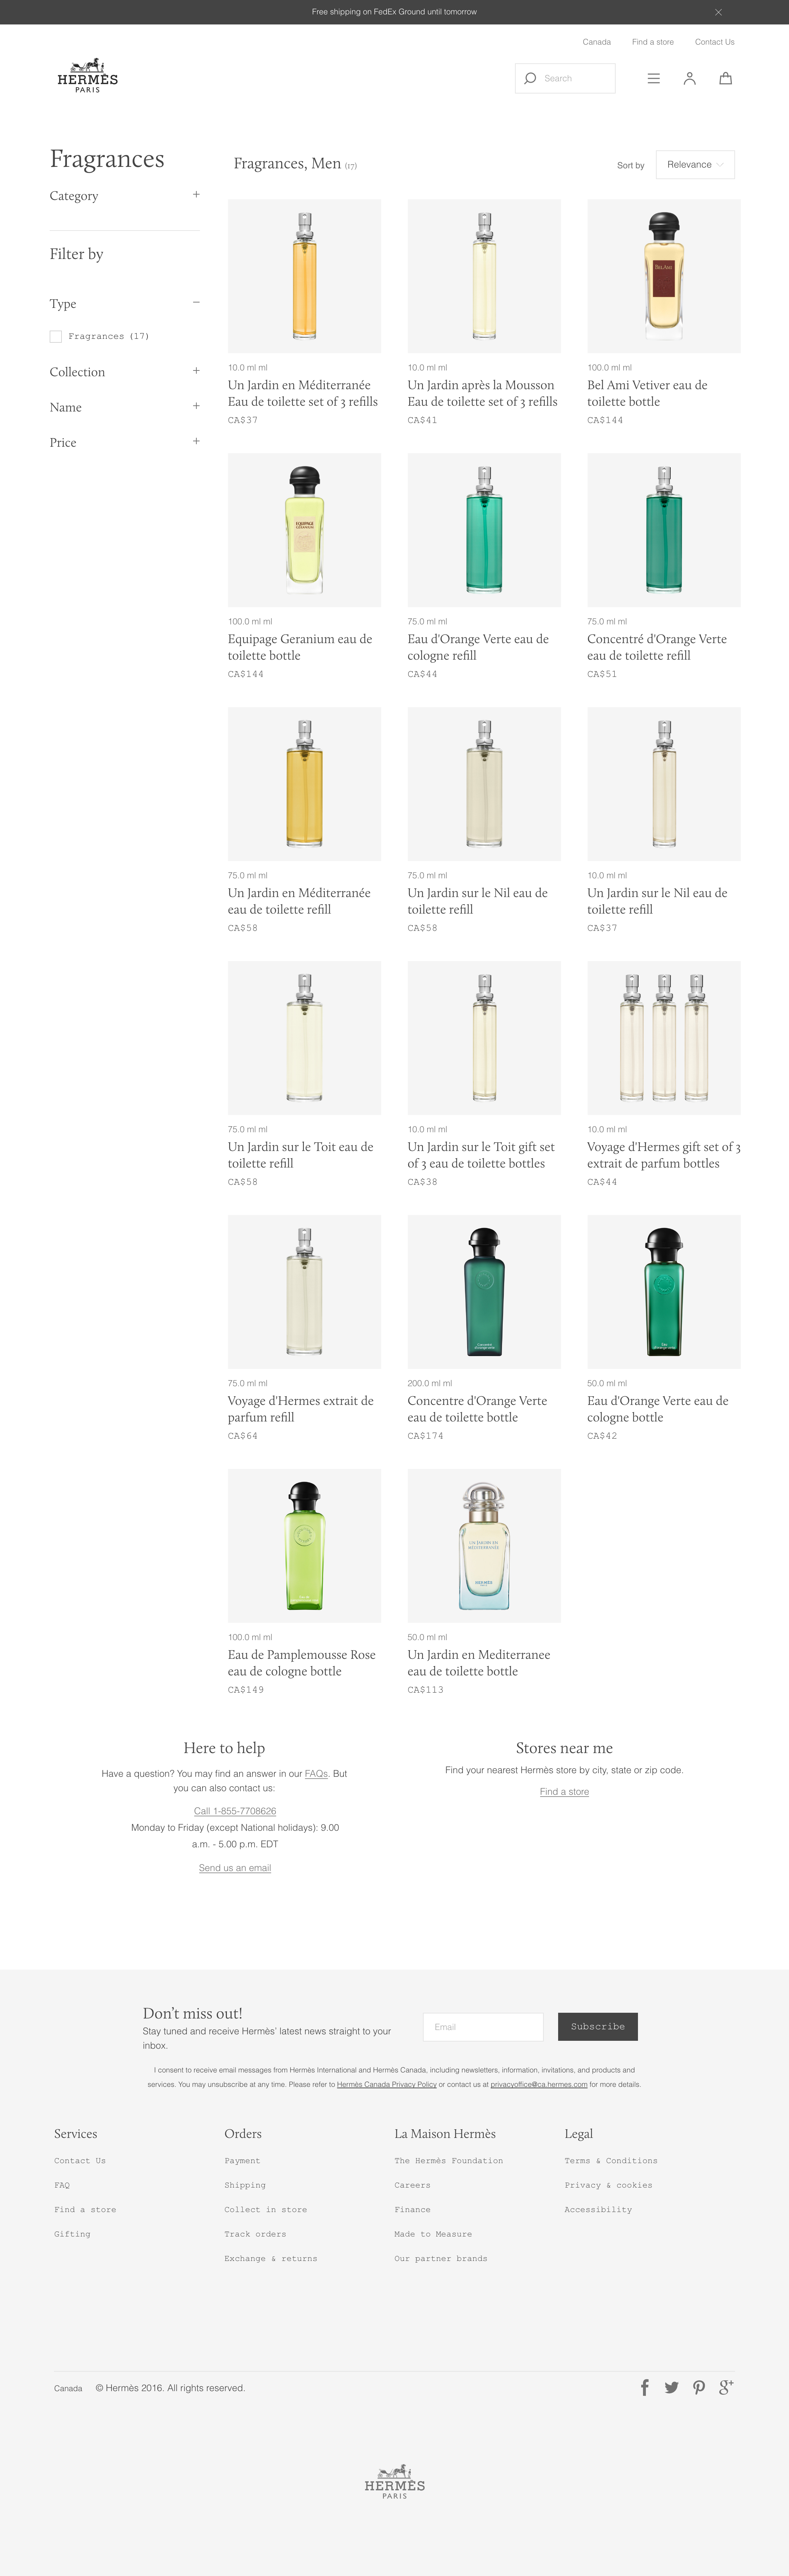 Free shipping on FedEx Ground until tomorrow
Canada Find a store Contact Us
HERMÈS
PARIS
Search
Fragrances
Category
Filter by
Type
Fragrances (17)
Collection
Name
Price
Fragrances, Men (17)
Sort by Relevance
10.0 ml ml
Un Jardin en Méditerranée
Eau de toilette set of 3 refills
CA$37
10.0 ml ml
Un Jardin après la Mousson
Eau de toilette set of 3 refills
CA$41
BEL AMI
100.0 ml ml
Bel Ami Vetiver eau de
toilette bottle
CA$144
EQUIPAGE
GÉRANIUM
100.0 ml ml
Equipage Geranium eau de
toilette bottle
CA$144
75.0 ml ml
Eau d'Orange Verte eau de
cologne refill
CA$44
75.0 ml ml
Concentré d'Orange Verte
eau de toilette refill
CA$51
75.0 ml ml
Un Jardin en Méditerranée
eau de toilette refill
CA$58
75.0 ml ml
Un Jardin sur le Nil eau de
toilette refill
CA$58
10.0 ml ml
Un Jardin sur le Nil eau de
toilette refill
CA$37
75.0 ml ml
Un Jardin sur le Toit eau de
toilette refill
CA$58
10.0 ml ml
Un Jardin sur le Toit gift set
of 3 eau de toilette bottles
CA$38
10.0 ml ml
Voyage d'Hermes gift set of 3
extrait de parfum bottles
CA$44
75.0 ml ml
Voyage d'Hermes extrait de
parfum refill
CA$64
200.0 ml ml
Concentre d'Orange Verte
eau de toilette bottle
CA$174
50.0 ml ml
Eau d'Orange Verte eau de
cologne bottle
CA$42
100.0 ml ml
Eau de Pamplemousse Rose
eau de cologne bottle
CA$149
UN JARDIN EN
MÉDITERRANÉE
HERMÈS
50.0 ml ml
Un Jardin en Mediterranee
eau de toilette bottle
CA$113
Here to help
Have a question? You may find an answer in our FAQs. But
you can also contact us:
Call 1-855-7708626
Monday to Friday (except National holidays): 9.00
a.m. - 5.00 p.m. EDT
Send us an email
Stores near me
Find your nearest Hermès store by city, state or zip code.
Find a store
Don't miss out!
Stay tuned and receive Hermès' latest news straight to your
inbox.
Email
Subscribe
I consent to receive email messages from Hermès International and Hermès Canada, including newsletters, information, invitations, and products and
services. You may unsubscribe at any time. Please refer to Hermès Canada Privacy Policy or contact us at privacyoffice@ca.hermes.com for more details.
Services
Contact Us
FAQ
Find a store
Gifting
Orders
Payment
Shipping
Collect in store
Track orders
Exchange & returns
La Maison Hermès
The Hermès Foundation
Careers
Finance
Made to Measure
Our partner brands
Legal
Terms & Conditions
Privacy & cookies
Accessibility
Canada © Hermès 2016. All rights reserved.
HERMÈS
PARIS